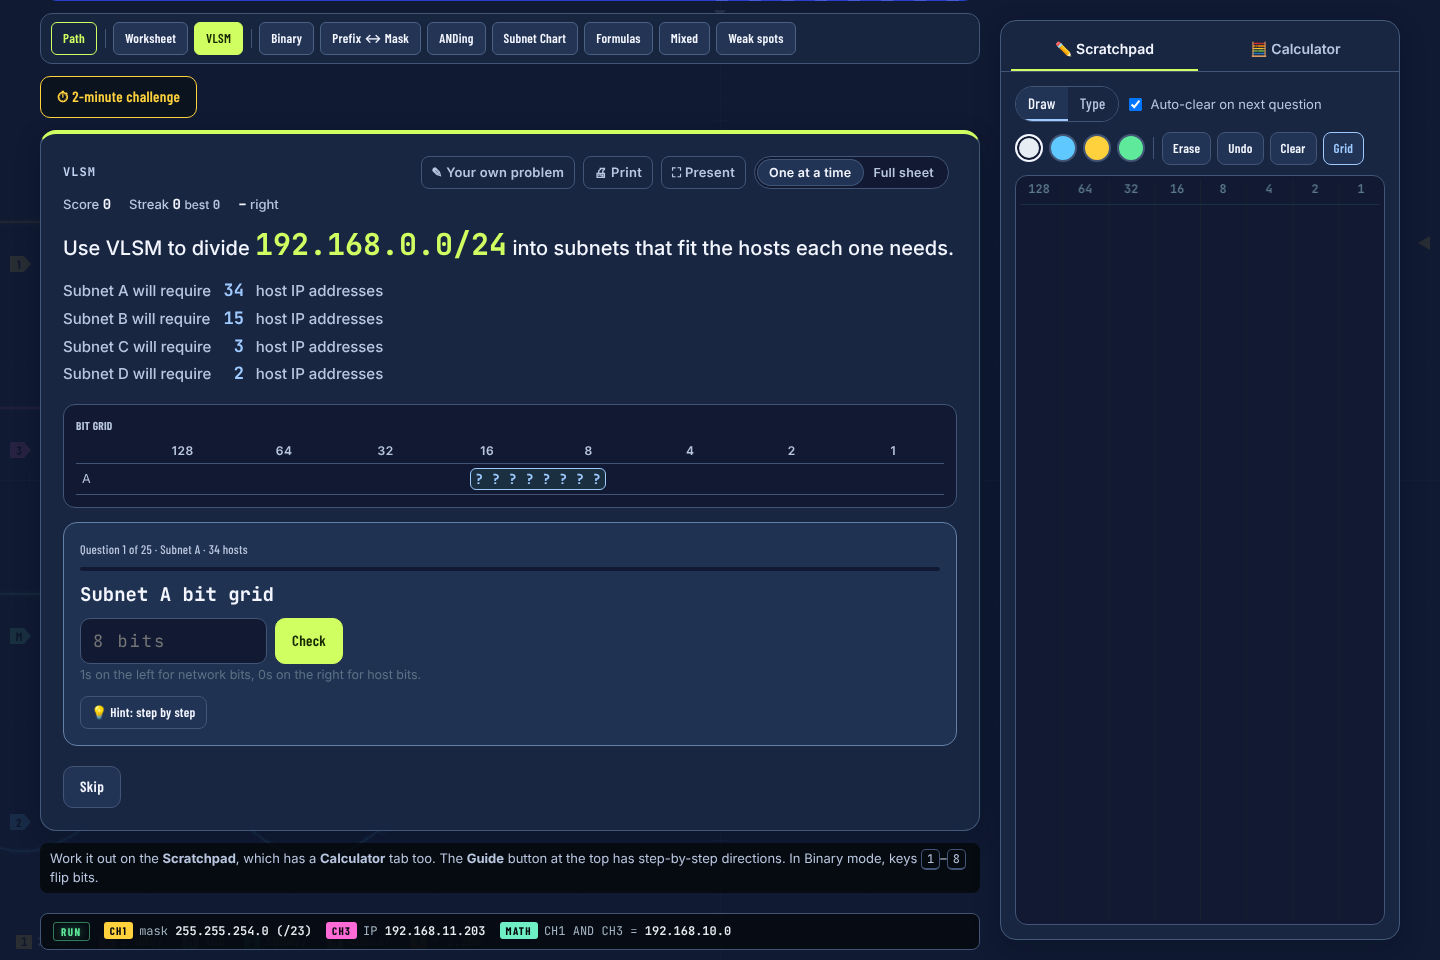 Path Worksheet VLSM Binary Prefix ↔ Mask ANDing Subnet Chart Formulas Mixed Weak spots
⏱ 2-minute challenge
VLSM ✎ Your own problem 🖨 Print ⛶ Present One at a time Full sheet
Score 0 Streak 0 best 0 – right
Use VLSM to divide 192.168.0.0/24 into subnets that fit the hosts each one needs.
Subnet A will require 34 host IP addresses
Subnet B will require 15 host IP addresses
Subnet C will require 3 host IP addresses
Subnet D will require 2 host IP addresses
BIT GRID
128 64 32 16 8 4 2 1
A ? ? ? ? ? ? ? ?
Question 1 of 25 · Subnet A · 34 hosts
Subnet A bit grid
8 bits Check
1s on the left for network bits, 0s on the right for host bits.
💡 Hint: step by step
Skip
Work it out on the Scratchpad, which has a Calculator tab too. The Guide button at the top has step-by-step directions. In Binary mode, keys 1–8
flip bits.
RUN CH1 mask 255.255.254.0 (/23) CH3 IP 192.168.11.203 MATH CH1 AND CH3 = 192.168.10.0
✏️ Scratchpad 🧮 Calculator
Draw Type Auto-clear on next question
Erase Undo Clear Grid
128 64 32 16 8 4 2 1
1
3
M
2
1